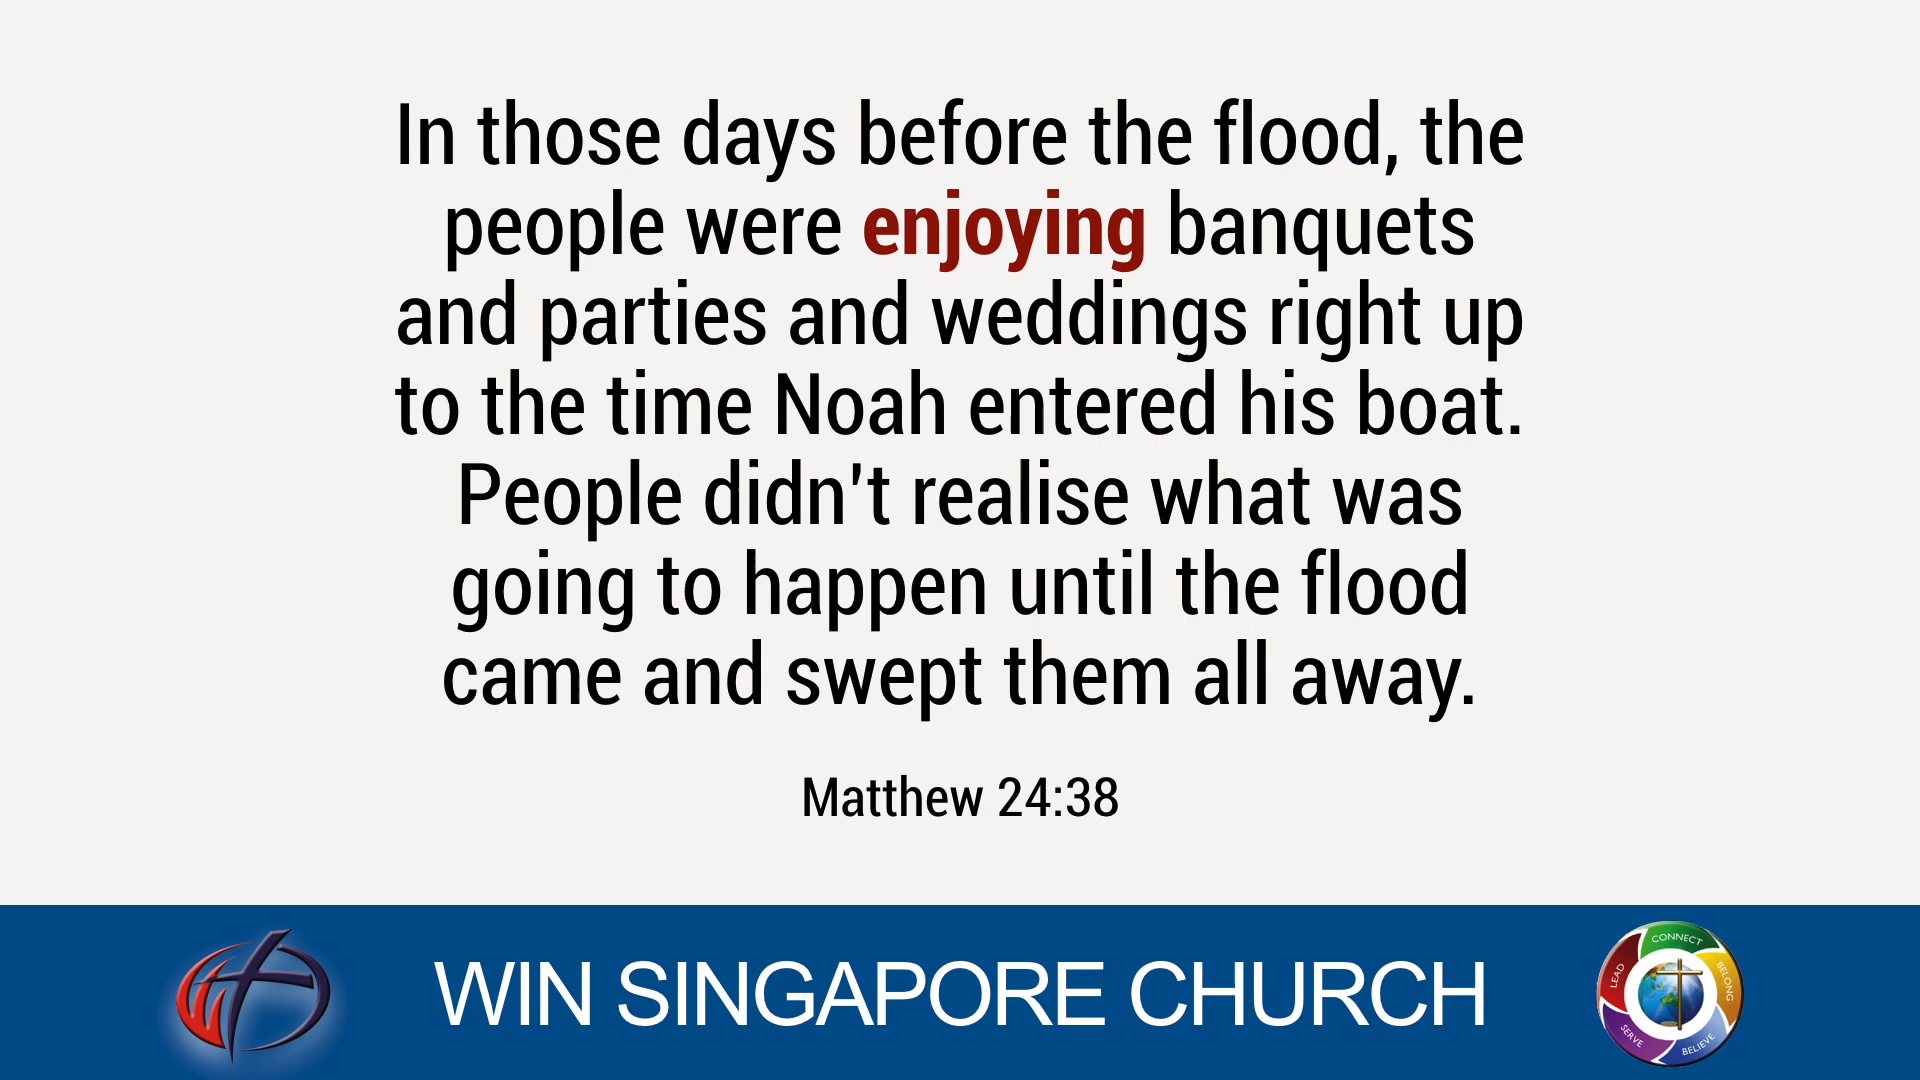 In those days before the flood, the
people were enjoying banquets
and parties and weddings right up
to the time Noah entered his boat.
People didn't realise what was
going to happen until the flood
came and swept them all away.
Matthew 24:38
WIN SINGAPORE CHURCH
CONNECT
BELONG
BELIEVE
SERVE
LEAD